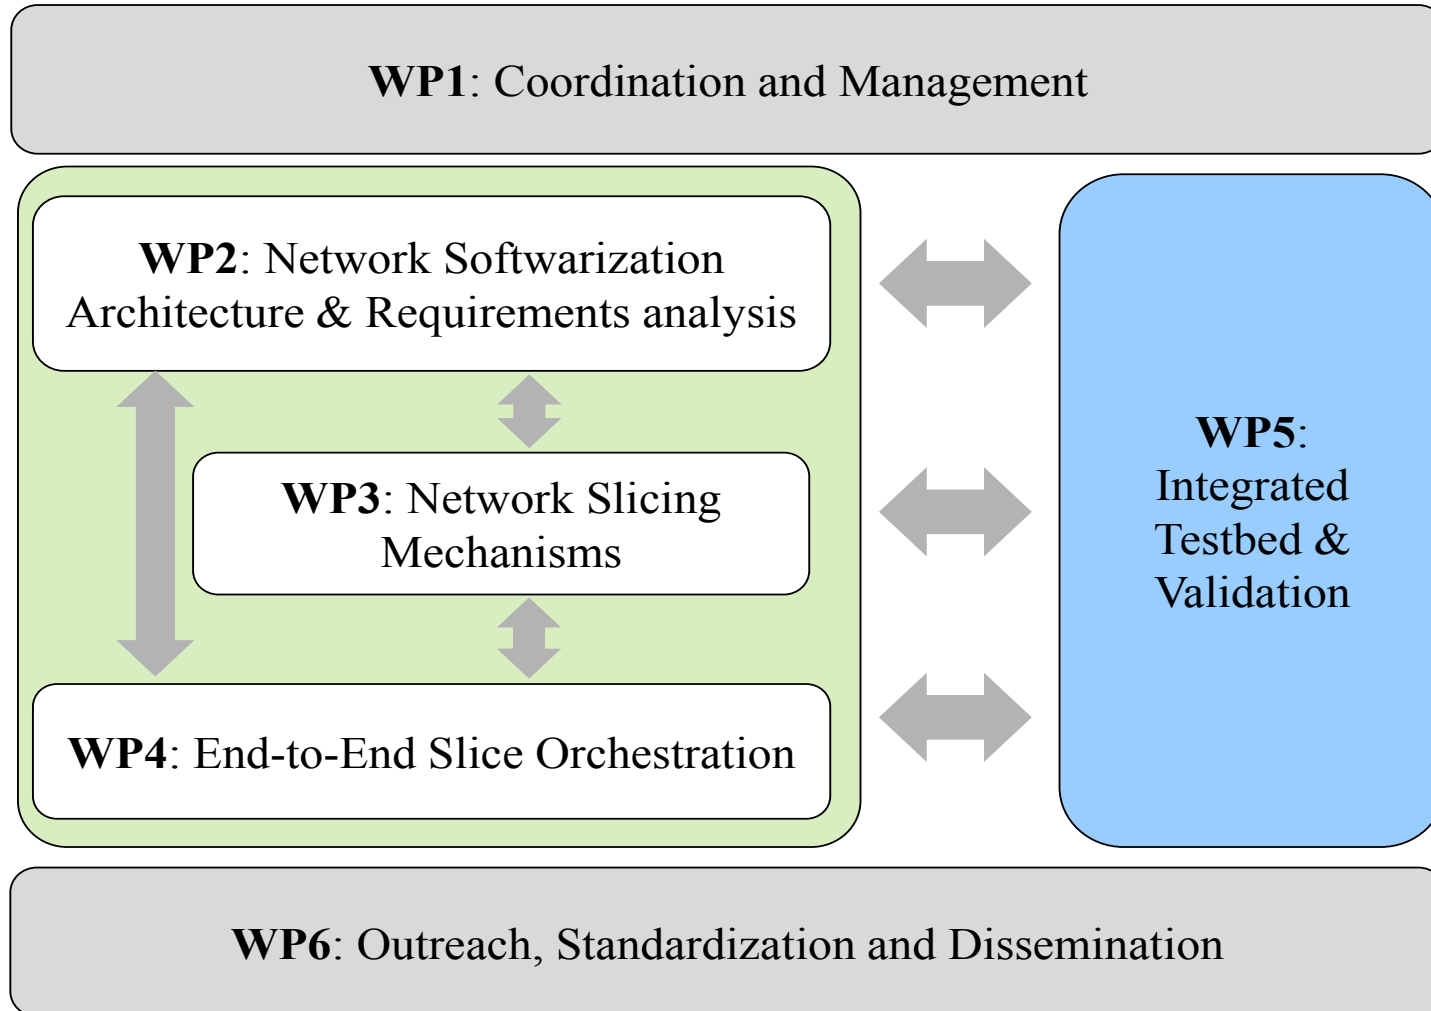 WP1: Coordination and Management
WP2: Network Softwarization
Architecture & Requirements analysis
WP3: Network Slicing
Mechanisms
WP4: End-to-End Slice Orchestration
WP5:
Integrated
Testbed &
Validation
WP6: Outreach, Standardization and Dissemination